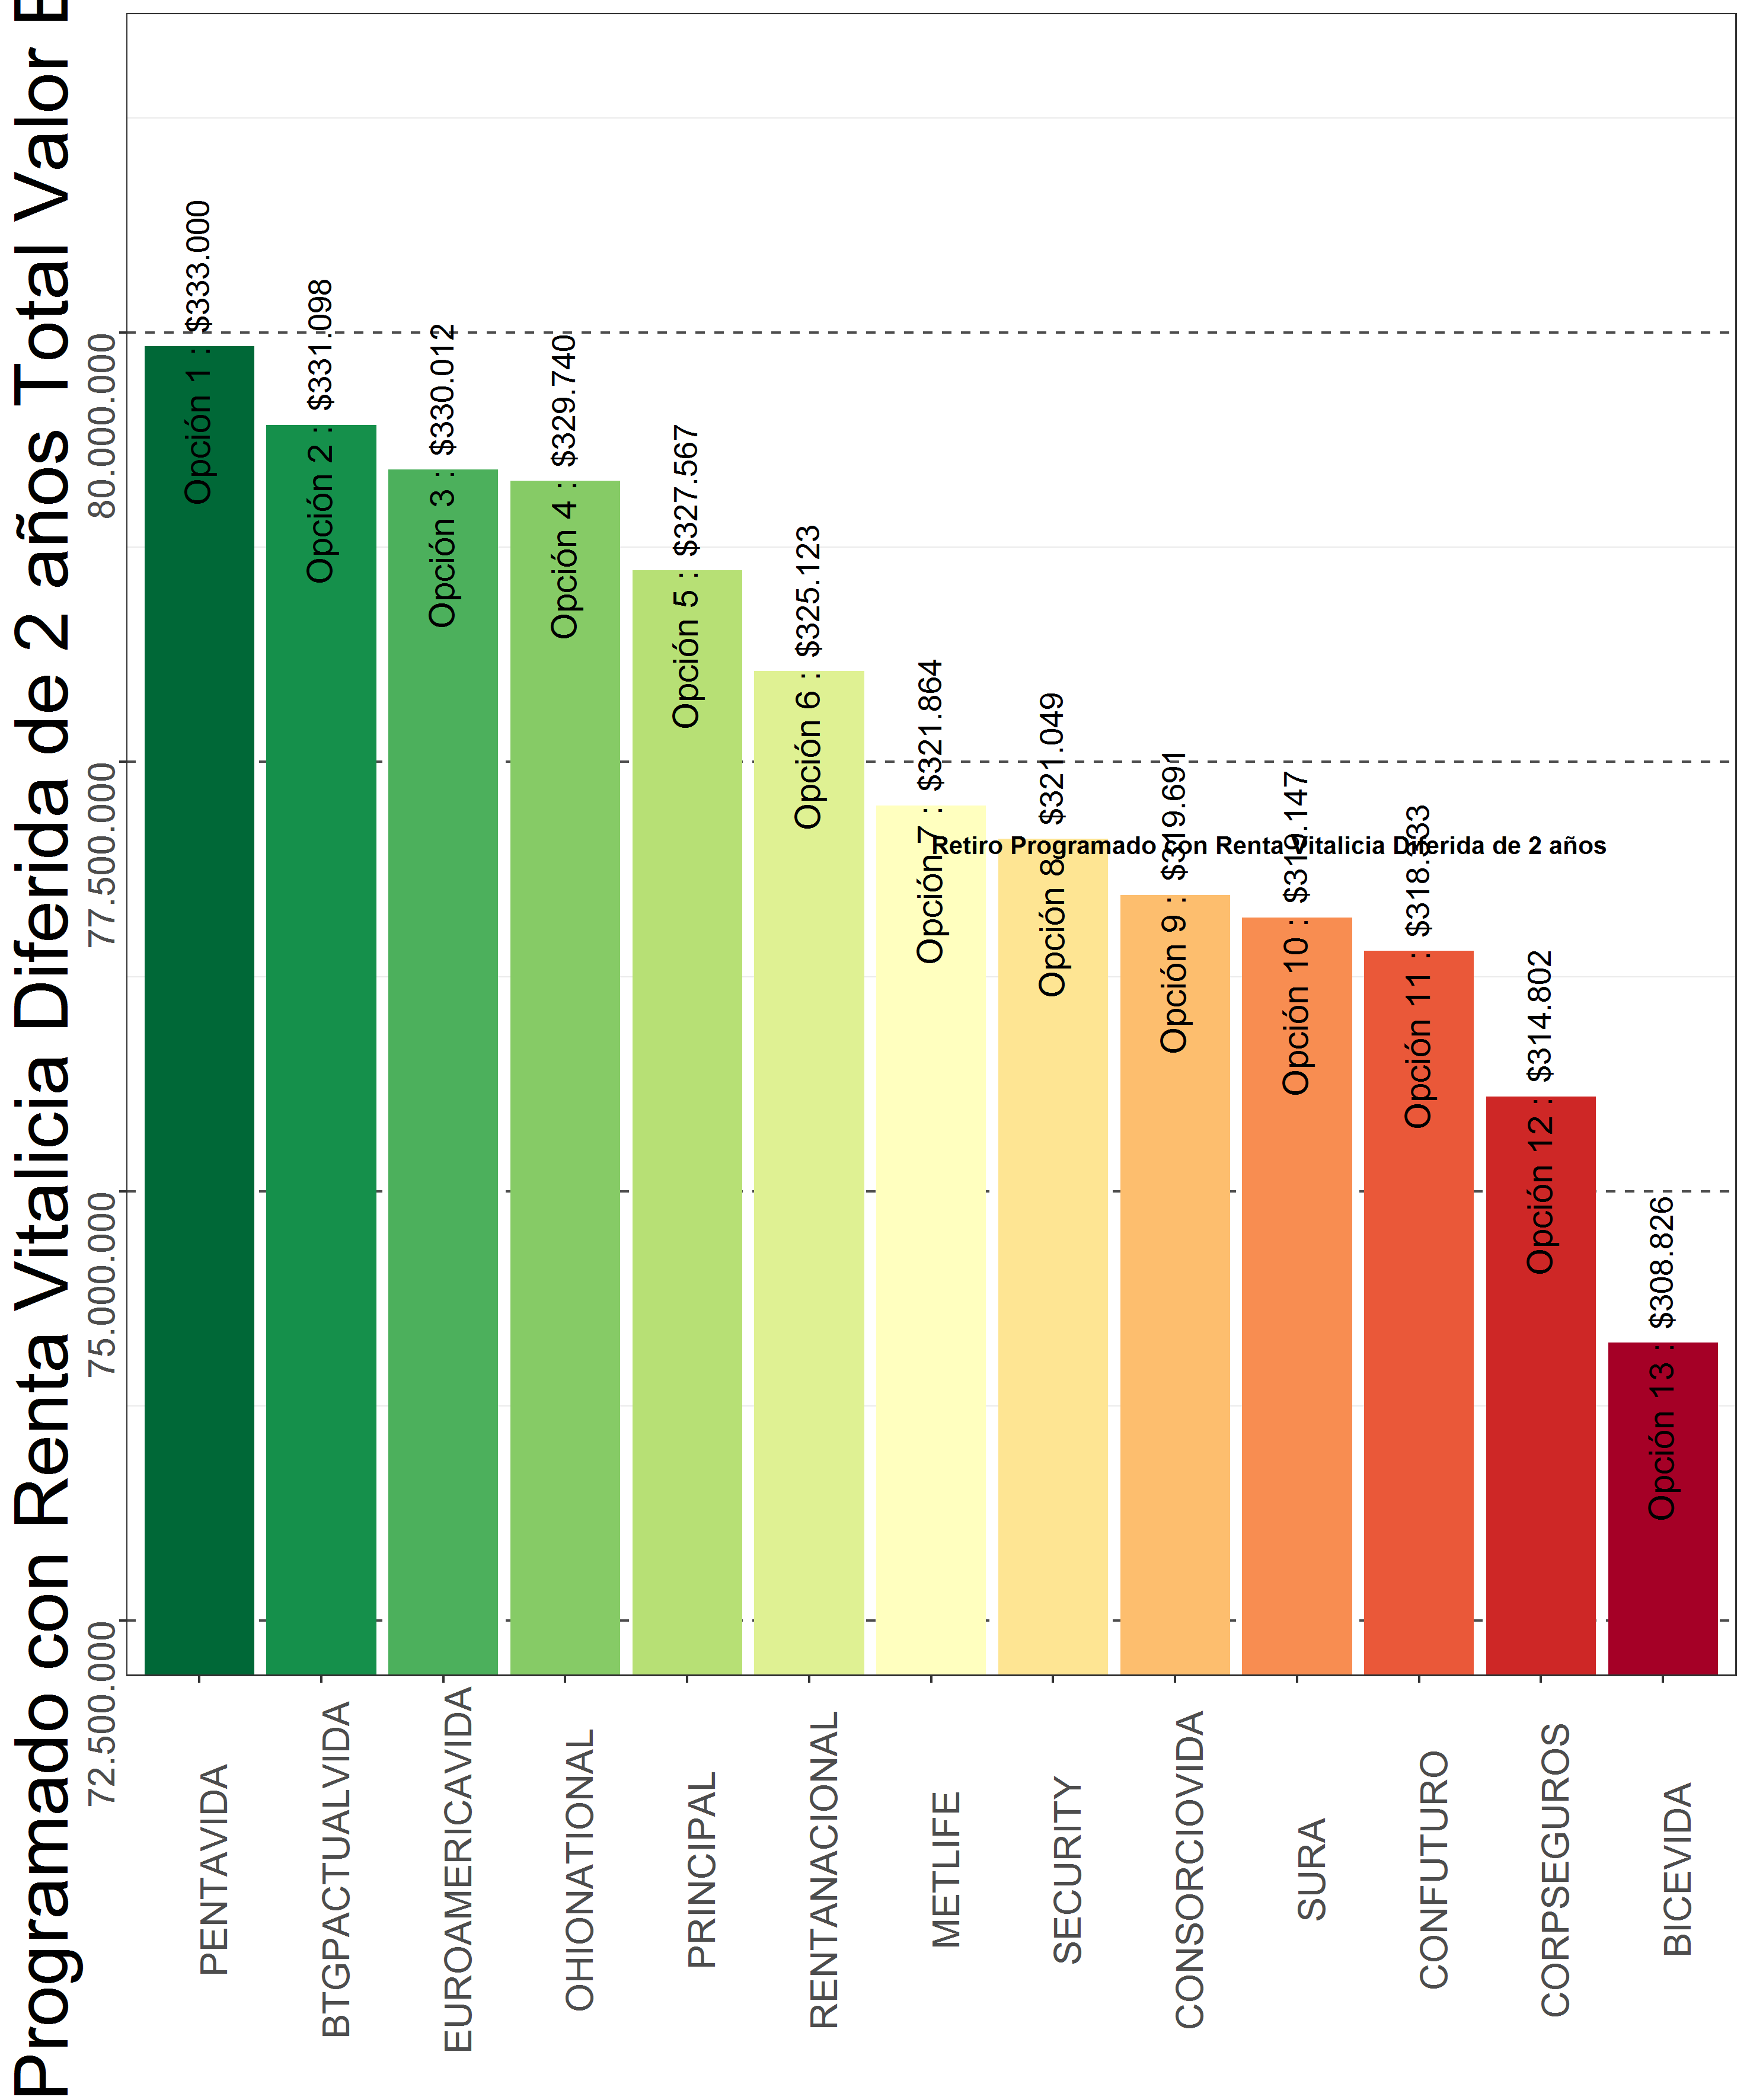 Programado con Renta Vitalicia Diferida de 2 años Total Valor
80.000.000
77.500.000
75.000.000
72.500.000
Opción 1 : $333.000
Opción 2 : $331.098
Opción 3 : $330.012
Opción 4 : $329.740
Opción 5 : $327.567
Opción 6 : $325.123
Opción 7 : $321.864
Opción 8 : $321.049
Opción 9 : $319.691
Opción 10 : $319.147
Opción 11 : $318.333
Opción 12 : $314.802
Opción 13 : $308.826
Retiro Programado con Renta Vitalicia Diferida de 2 años
PENTAVIDA
BTGPACTUALVIDA
EUROAMERICAVIDA
OHIONATIONAL
PRINCIPAL
RENTANACIONAL
METLIFE
SECURITY
CONSORCIOVIDA
SURA
CONFUTURO
CORPSEGUROS
BICEVIDA